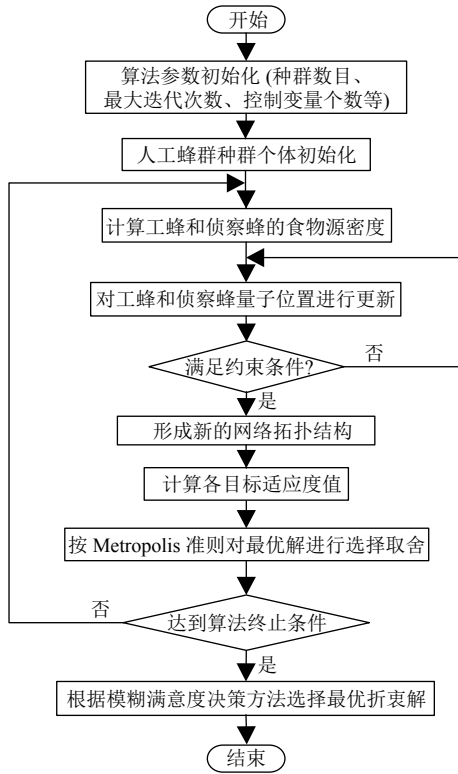 开始
算法参数初始化 (种群数目、
最大迭代次数、控制变量个数等)
人工蜂群种群个体初始化
计算工蜂和侦察蜂的食物源密度
对工蜂和侦察蜂量子位置进行更新
满足约束条件?
否
是
形成新的网络拓扑结构
计算各目标适应度值
按 Metropolis 准则对最优解进行选择取舍
否
达到算法终止条件
是
根据模糊满意度决策方法选择最优折衷解
结束